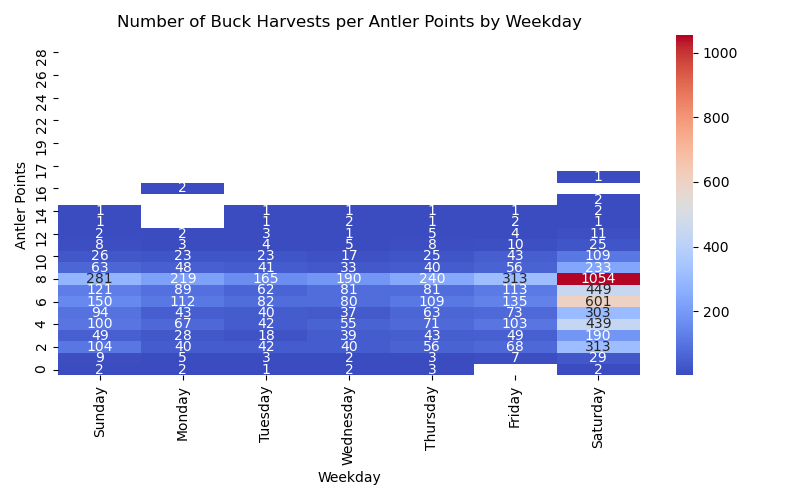 Number of Buck Harvests per Antler Points by Weekday
28
26
24
22
19
17 1
16 2
2
14 1 1 1 1 1 2
1 1 1 1 1 1
12 2 2 3 1 5 4 11
8 3 4 5 8 10 25
10 26 23 23 17 25 43 109
63 48 41 33 40 56 233
8 281 219 165 190 240 313 1054
121 89 62 81 81 113 449
6 150 112 82 80 109 135 601
94 43 40 37 63 73 303
4 100 67 42 55 71 103 439
49 28 18 39 43 49 190
2 104 40 42 40 56 68 313
9 5 3 2 3 7 29
0 2 2 1 2 3 2
Antler Points
Sunday Monday Tuesday Wednesday Thursday Friday Saturday
Weekday
1000
800
600
400
200